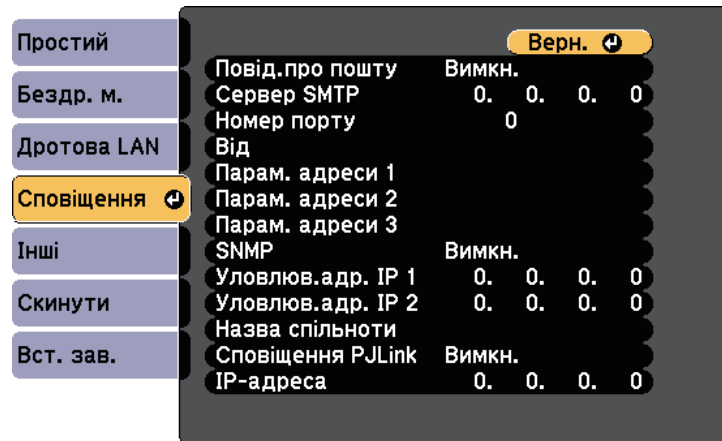 Простий
Бездр. м.
Дротова LAN
Сповіщення
Інші
Скинути
Вст. зав.
Верн.
Повід.про пошту Вимкн.
Сервер SMTP 0. 0. 0. 0
Номер порту 0
Від
Парам. адреси 1
Парам. адреси 2
Парам. адреси 3
SNMP Вимкн.
Уловлюв.адр. IP 1 0. 0. 0. 0
Уловлюв.адр. IP 2 0. 0. 0. 0
Назва спільноти
Сповіщення PJLink Вимкн.
IP-адреса 0. 0. 0. 0